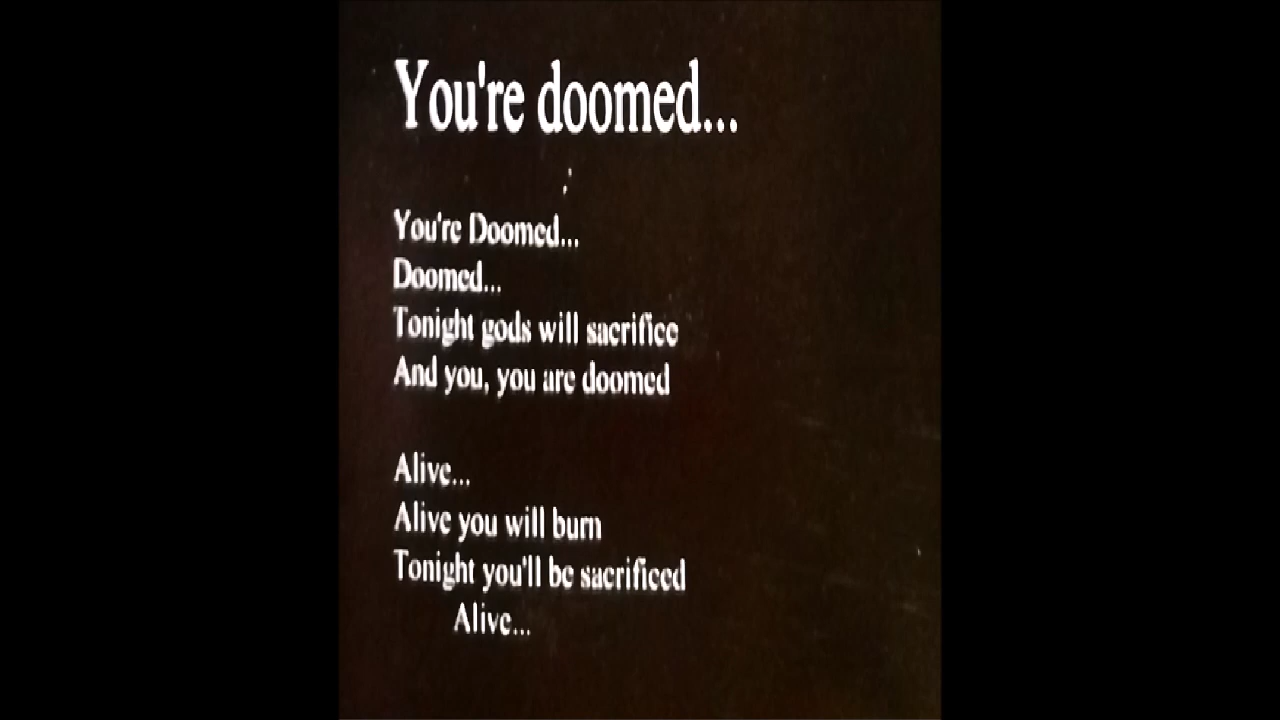 You're doomed...
You're Doomed...
Doomed...
Tonight gods will sacrifice
And you, you are doomed
Alive...
Alive you will burn
Tonight you'll be sacrificed
Alive...